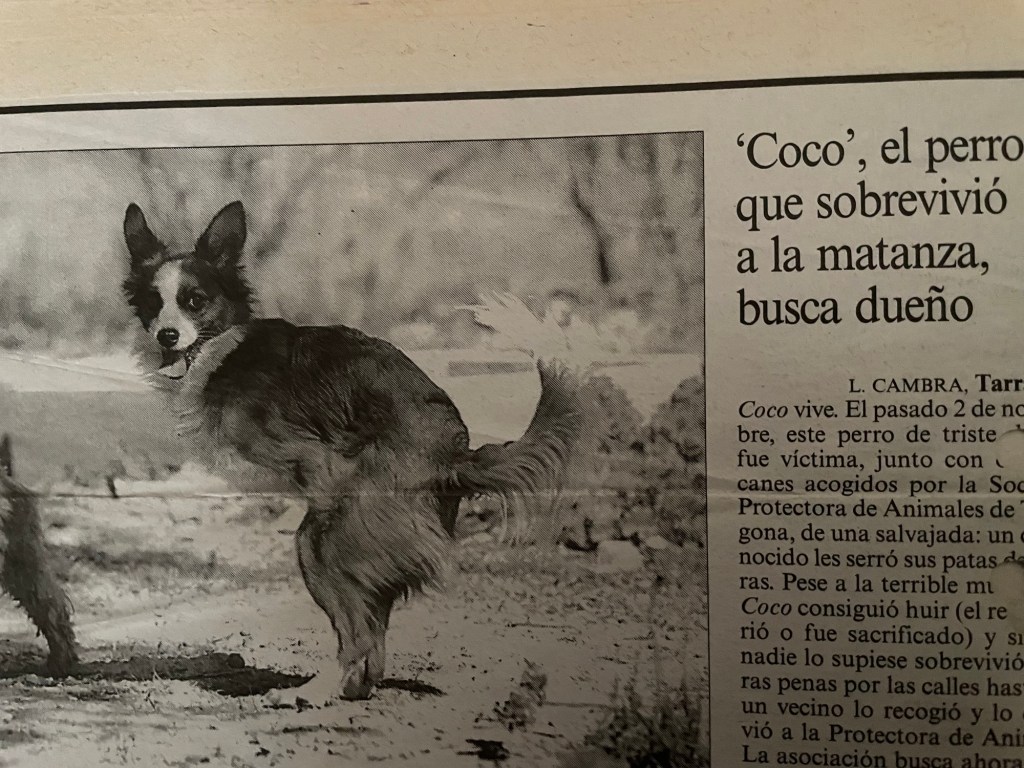 ‘Coco’, el perro
que sobrevivió
a la matanza,
busca dueño
L. CAMBRA, Tarr
Coco vive. El pasado 2 de no
bre, este perro de triste
fue víctima, junto con
canes acogidos por la Soc
Protectora de Animales de
gona, de una salvajada: un
nocido les serró sus patas de
ras. Pese a la terrible mu
Coco consiguió huir (el re
rió o fue sacrificado) y si
nadie lo supiese sobrevivió
ras penas por las calles has
un vecino lo recogió y lo
vió a la Protectora de Ani
La asociación busca ahora